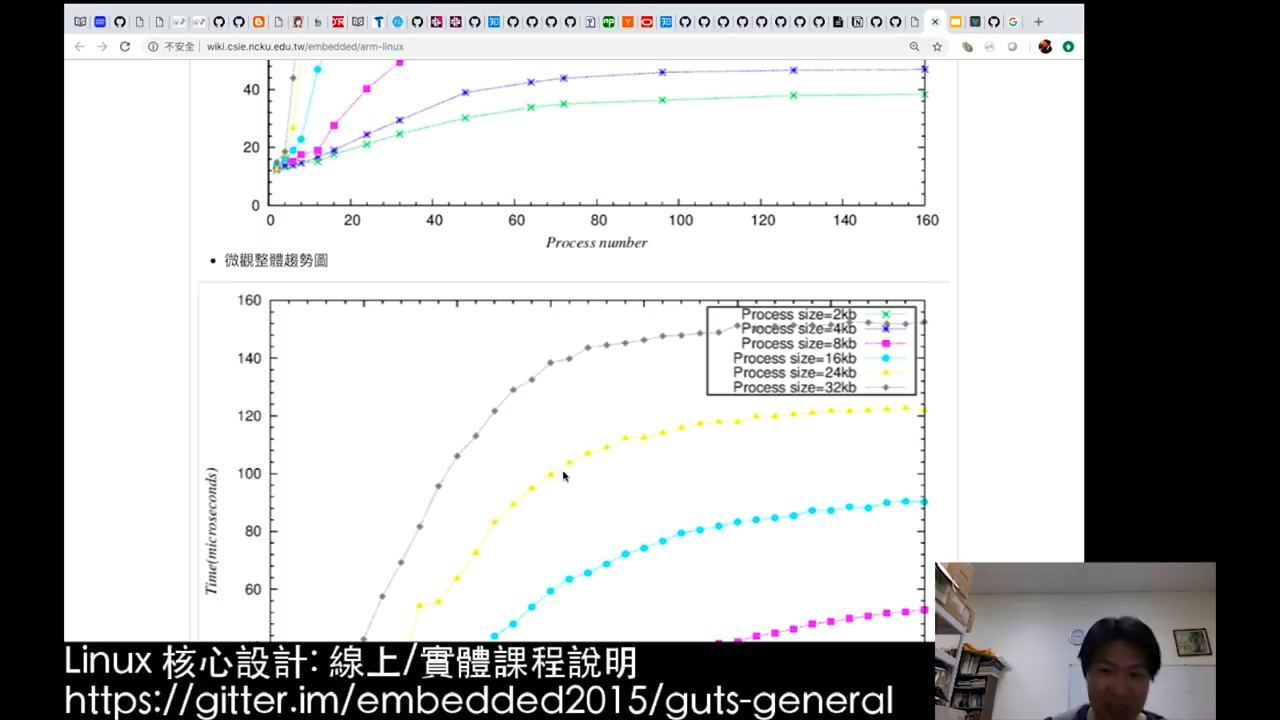 不安全
wiki.csie.ncku.edu.tw/embedded/arm-linux
40
20
0
0 20 40 60 80 100 120 140 160
Process number
微觀整體趨勢圖
160
140
120
100
80
60
Time(microseconds)
Process size=2kb
Process size=4kb
Process size=8kb
Process size=16kb
Process size=24kb
Process size=32kb
Linux 核心設計: 線上/實體課程說明
https://gitter.im/embedded2015/guts-general